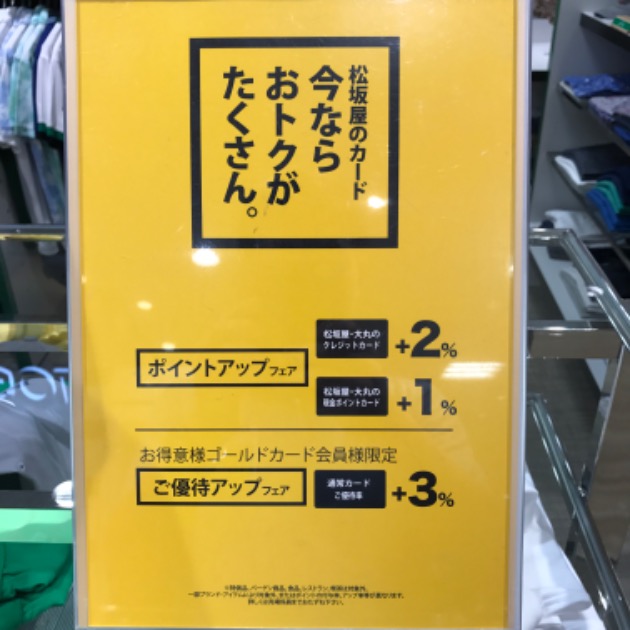 松坂屋のカード
今なら
おトクが
たくさん。
松坂屋・大丸の
クレジットカード
+2%
ポイントアップフェア
松坂屋・大丸の
現金ポイントカード
+1%
お得意様ゴールドカード会員様限定
ご優待アップフェア
通常カード
ご優待率
+3%